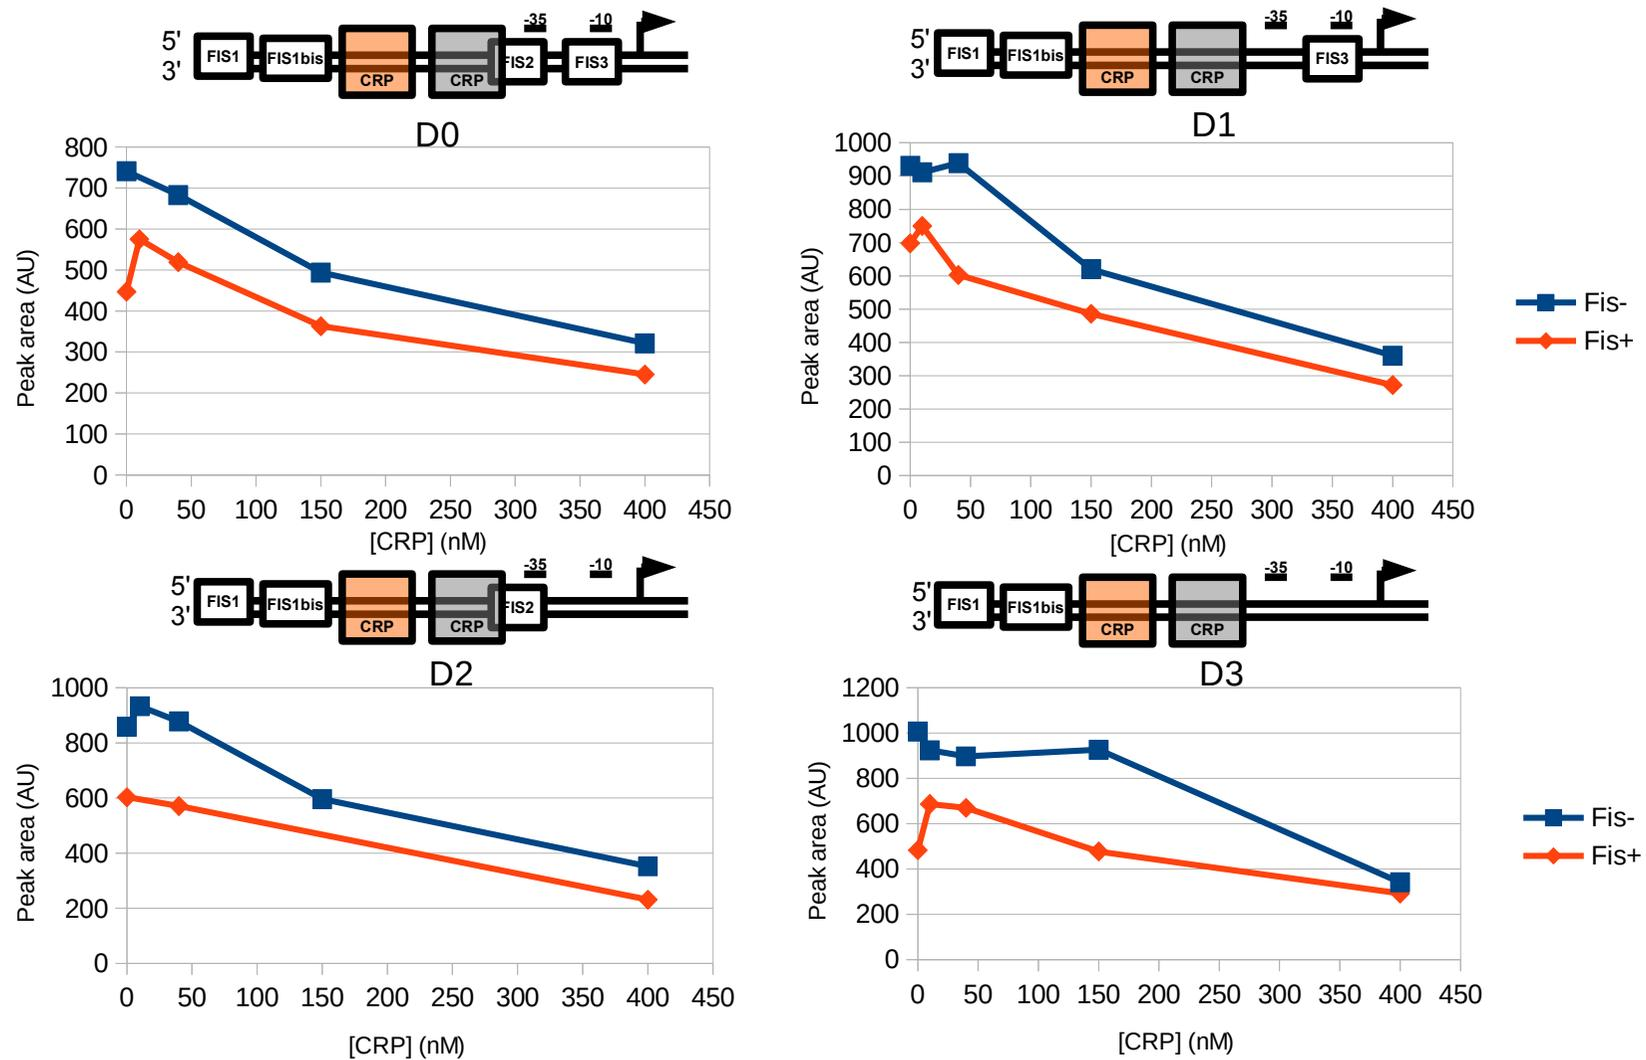 -35 -10
5'
3'
FIS1 FIS1bis CRP CRP FIS2 FIS3
D0
800
700
600
500
400
300
200
100
0
Peak area (AU)
0 50 100 150 200 250 300 350 400 450
[CRP] (nM)
-35 -10
5'
3'
FIS1 FIS1bis CRP CRP FIS3
D1
1000
900
800
700
600
500
400
300
200
100
0
Peak area (AU)
0 50 100 150 200 250 300 350 400 450
[CRP] (nM)
Fis-
Fis+
-35 -10
5'
3'
FIS1 FIS1bis CRP CRP FIS2
D2
1000
800
600
400
200
0
Peak area (AU)
0 50 100 150 200 250 300 350 400 450
[CRP] (nM)
-35 -10
5'
3'
FIS1 FIS1bis CRP CRP
D3
1200
1000
800
600
400
200
0
Peak area (AU)
0 50 100 150 200 250 300 350 400 450
[CRP] (nM)
Fis-
Fis+